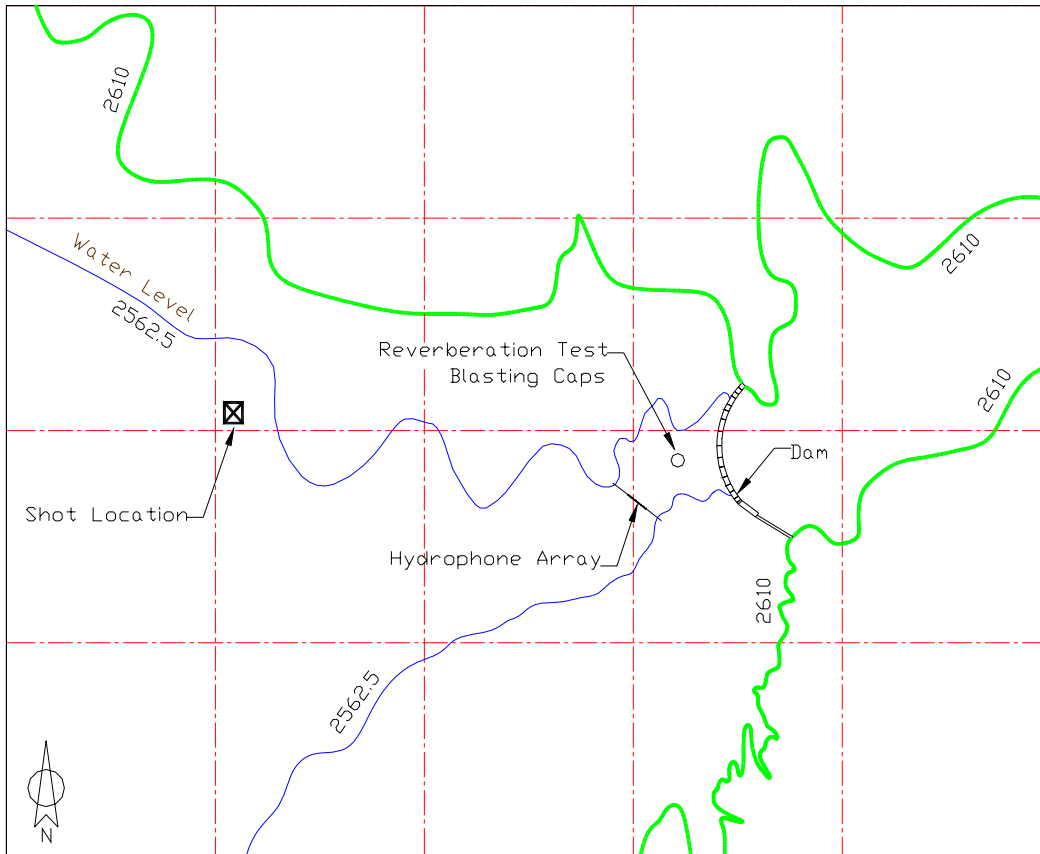 2610
2610
Water Level
2562.5
Reverberation Test
Blasting Caps
2610
Dam
Shot Location
Hydrophone Array
2610
2562.5
N